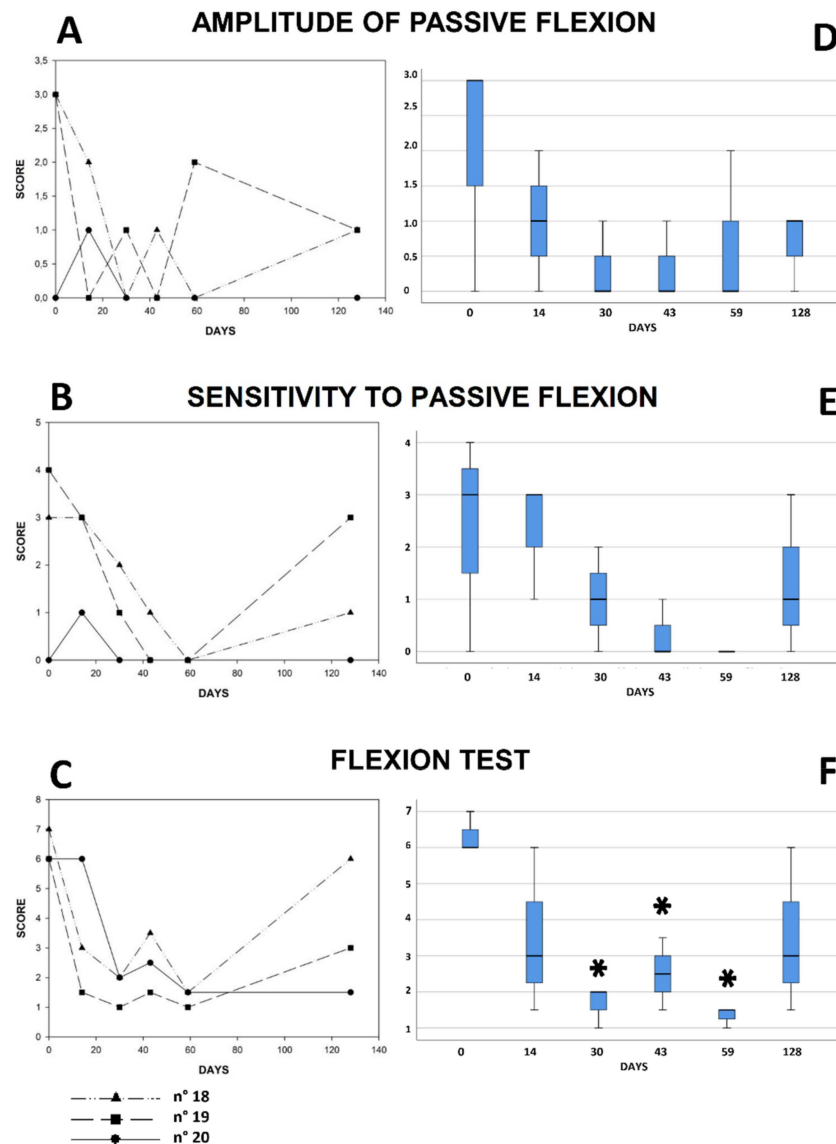 A
AMPLITUDE OF PASSIVE FLEXION
D
3,5
3,0
2,5
2,0
1,5
1,0
0,5
0,0
SCORE
0 20 40 60 80 100 120 140
DAYS
3.0
2.0
1.5
1.0
0.5
0
0 14 30 43 59 128
DAYS
B
SENSITIVITY TO PASSIVE FLEXION
E
5
4
3
2
1
0
SCORE
0 20 40 60 80 100 120 140
DAYS
4
3
2
1
0
0 14 30 43 59 128
DAYS
C
FLEXION TEST
F
8
7
6
5
4
3
2
1
0
SCORE
0 20 40 60 80 100 120 140
DAYS
7
6
5
4
3
2
1
0 14 30 43 59 128
DAYS
* * *
n° 18
n° 19
n° 20